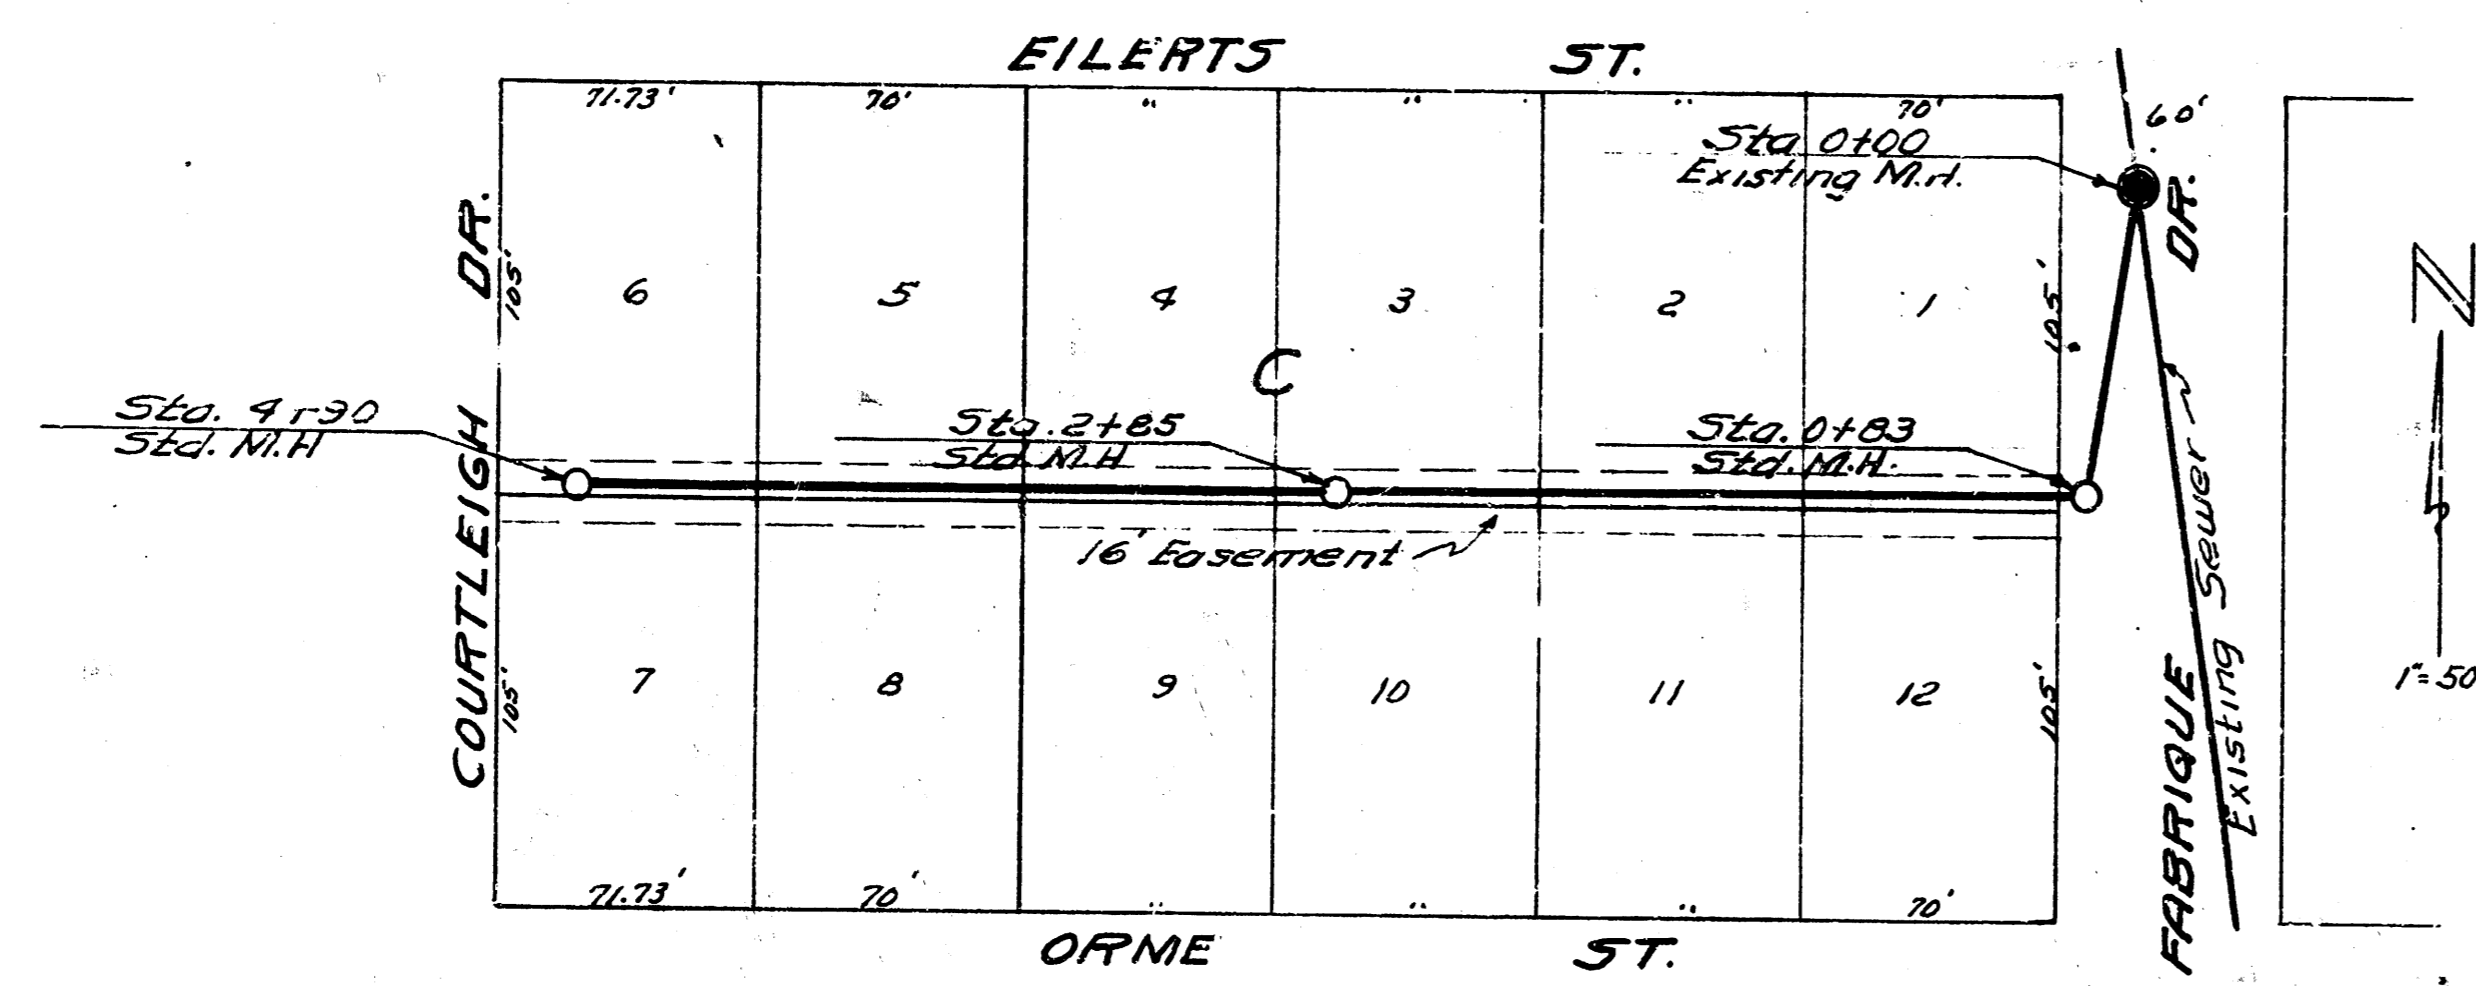 EILERTS ST.
71.73' 70' " " " 70'
60'
Sta 0+00
Existing M.H.
COURTLEIGH DR.
FABRIQUE DR.
105' 6 5 4 3 2 1 105'
N
C
Sta. 4+90
Std. M.H
Sta. 2+85
Std. M.H
Sta. 0+83
Std. M.H.
16' Easement
Existing Sewer
1"=50
105' 7 8 9 10 11 12 105'
71.73' 70' " " " 70'
ORME ST.